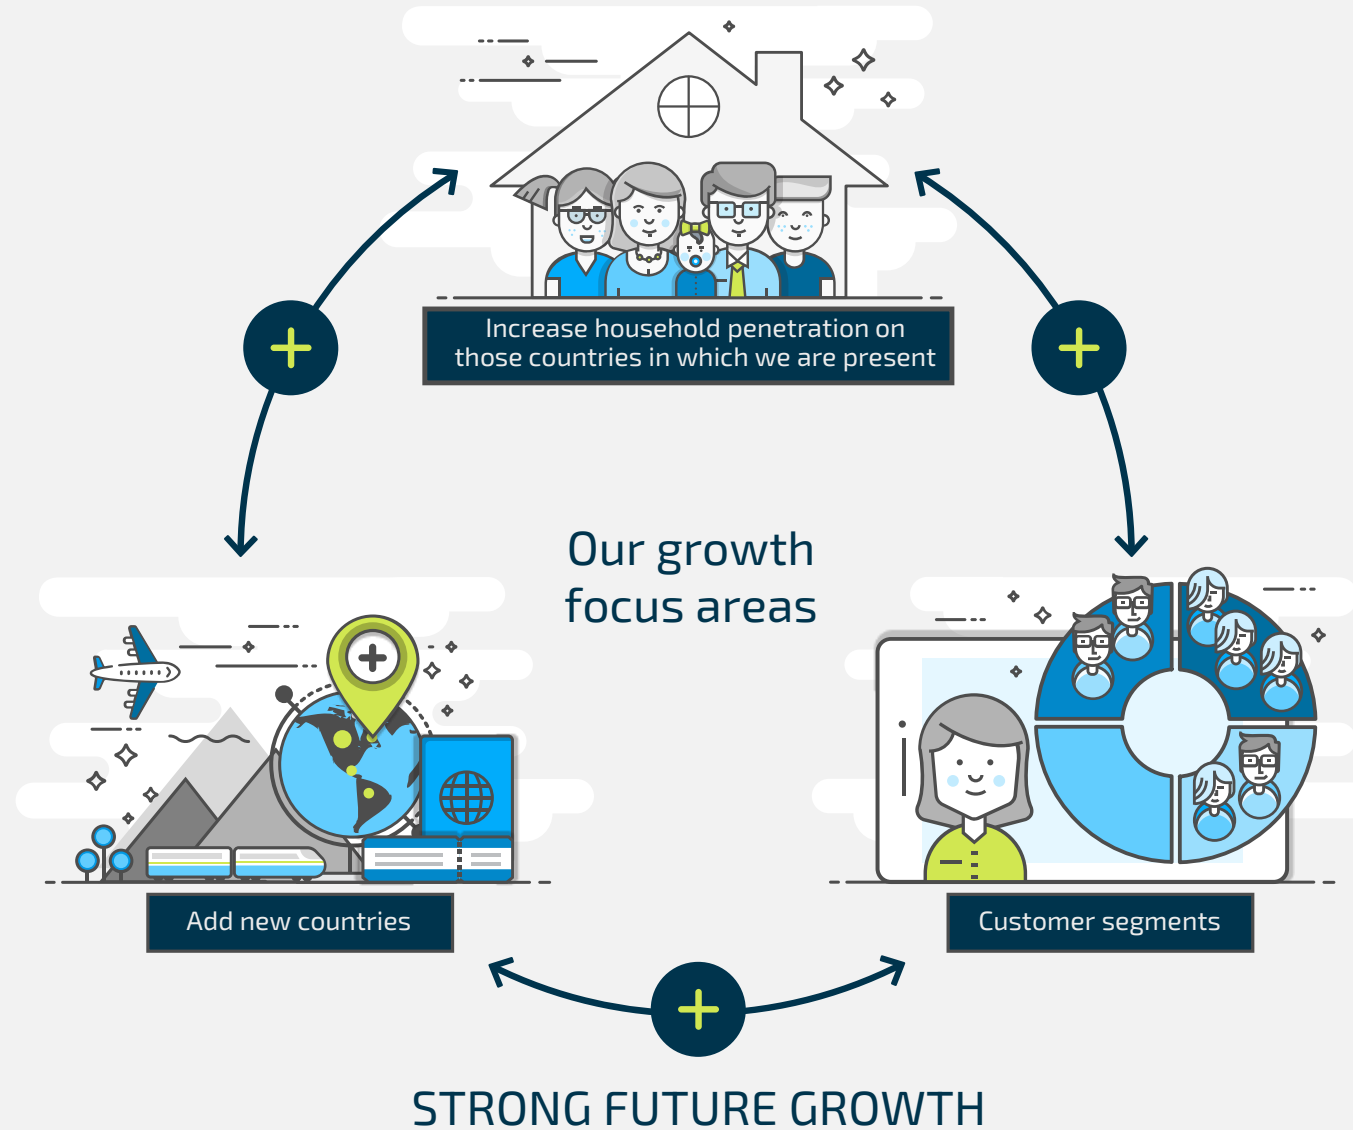 Increase household penetration on
those countries in which we are present
Our growth
focus areas
Add new countries
Customer segments
STRONG FUTURE GROWTH